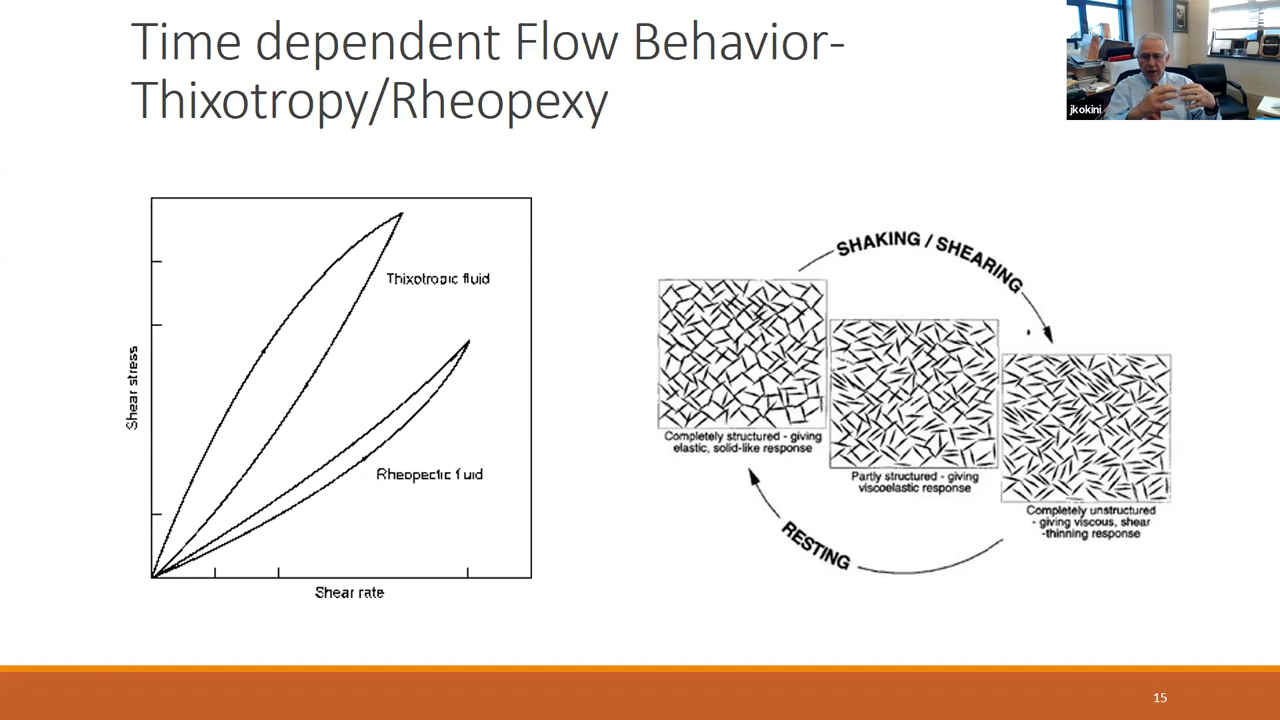 Time dependent Flow Behavior-
Thixotropy/Rheopexy
jkokini
Thixotropic fluid
Rheopectic fluid
Shear stress
Shear rate
SHAKING / SHEARING
Completely structured - giving
elastic, solid-like response
Partly structured - giving
viscoelastic response
Completely unstructured
- giving viscous, shear
-thinning response
RESTING
15